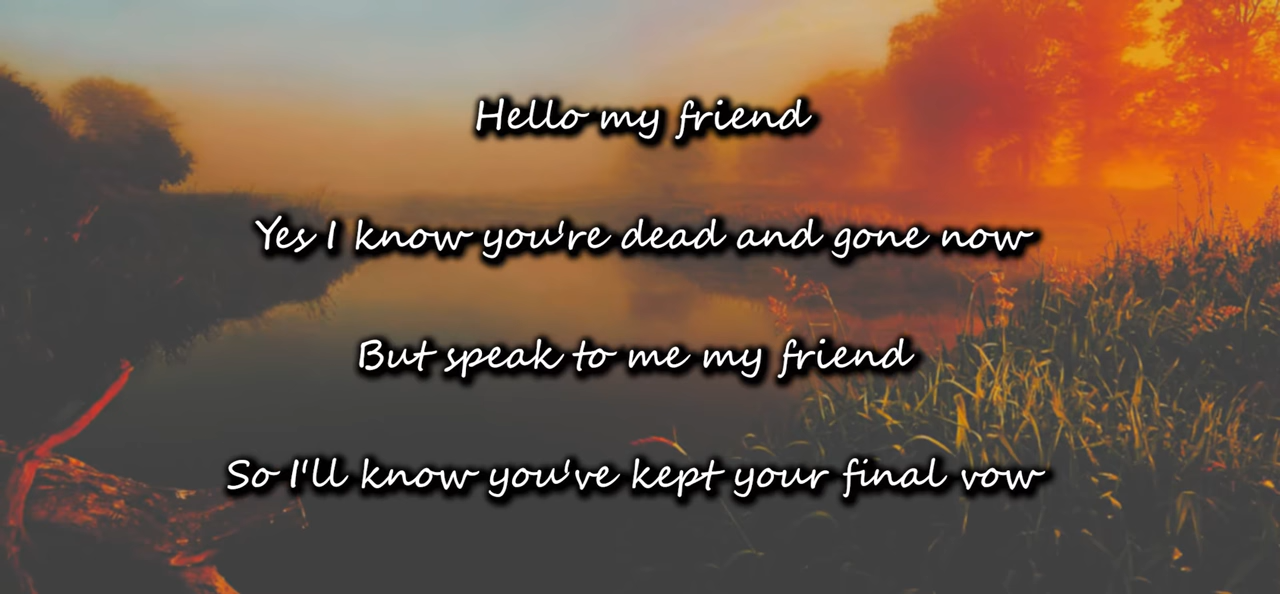 Hello my friend
Yes I know you're dead and gone now
But speak to me my friend
So I'll know you've kept your final vow